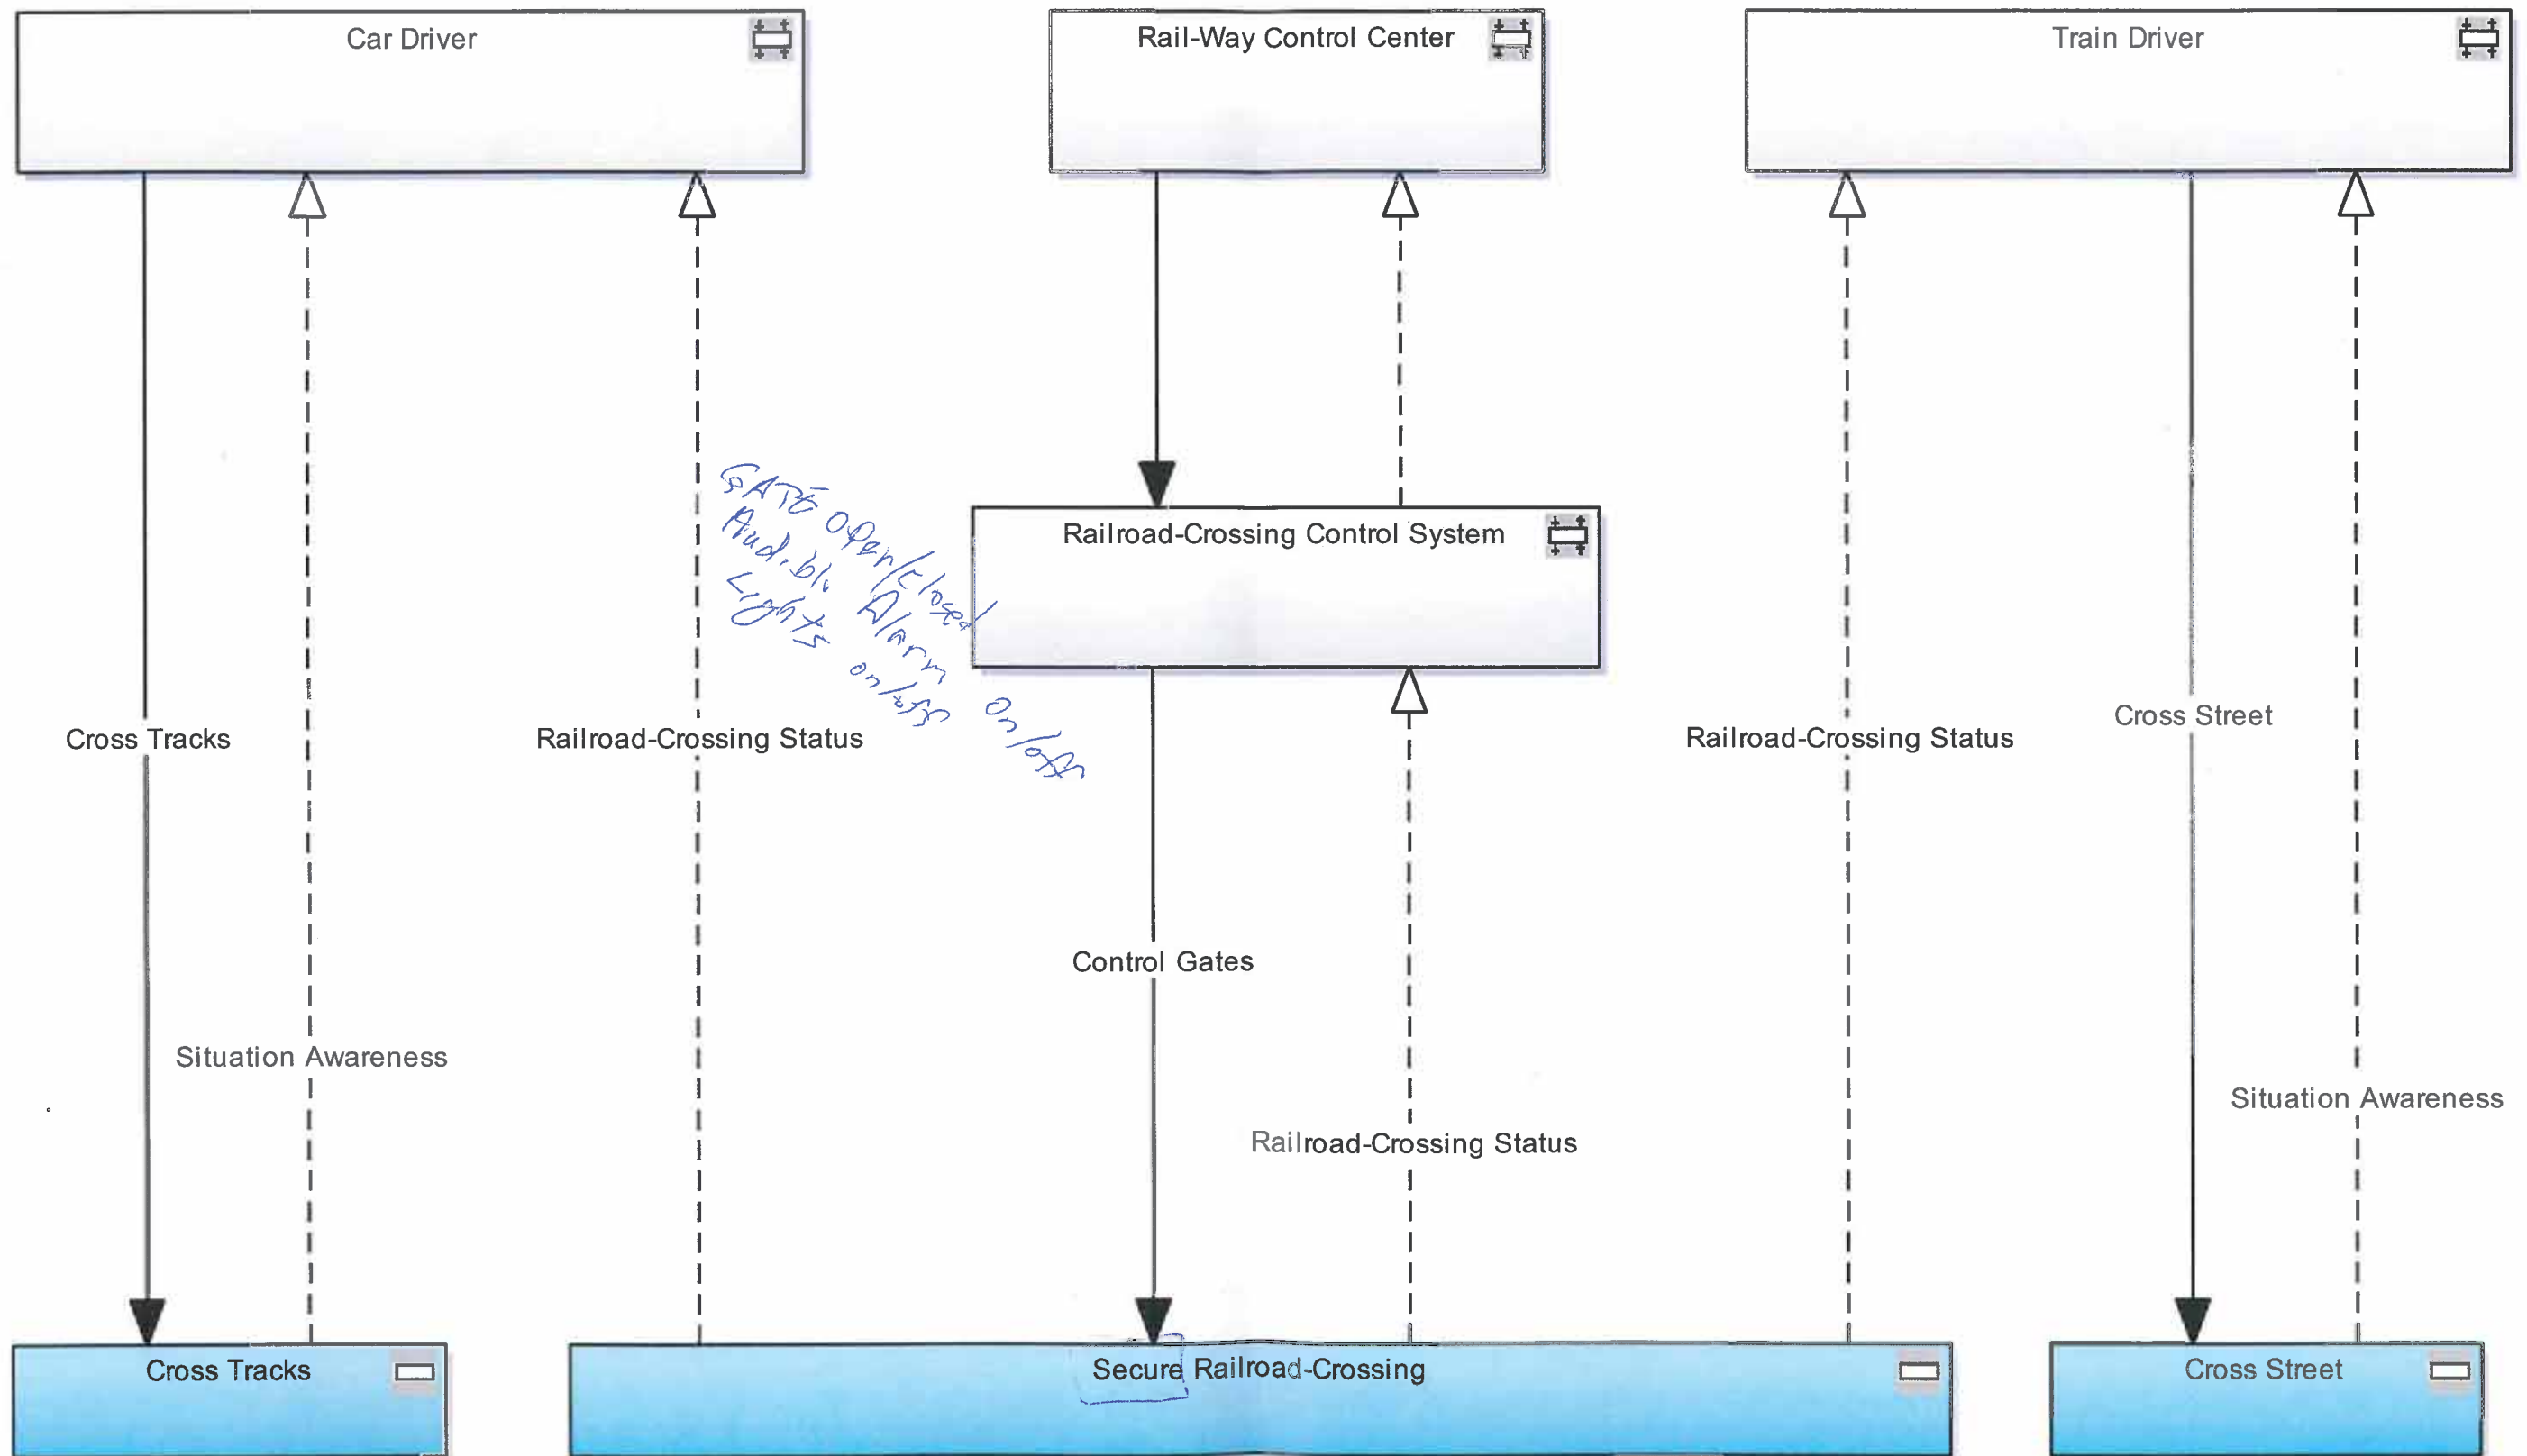 Car Driver
Rail-Way Control Center
Train Driver
GATE open/closed
Audibl. Alarm on/off
Lights on/off
Railroad-Crossing Control System
Cross Tracks
Railroad-Crossing Status
Railroad-Crossing Status
Cross Street
Control Gates
Situation Awareness
Situation Awareness
Railroad-Crossing Status
Cross Tracks
Secure Railroad-Crossing
Cross Street